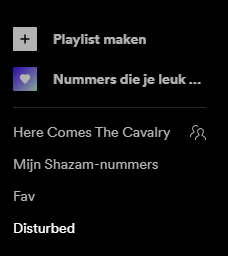 Playlist maken
Nummers die je leuk ...
Here Comes The Cavalry
Mijn Shazam-nummers
Fav
Disturbed